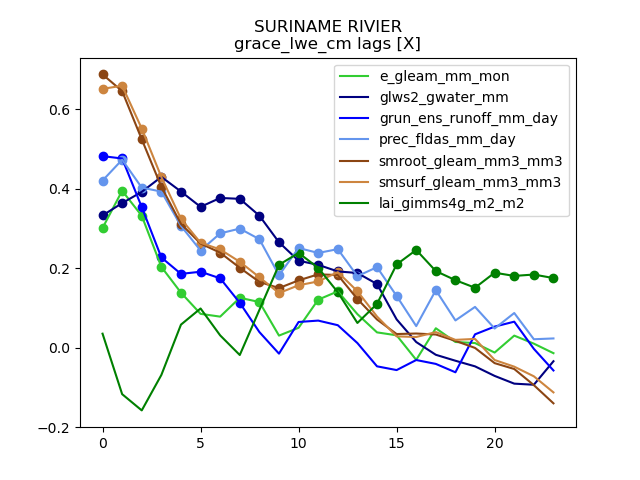 SURINAME RIVIER
grace_lwe_cm lags [X]
e_gleam_mm_mon
glws2_gwater_mm
grun_ens_runoff_mm_day
prec_fldas_mm_day
smroot_gleam_mm3_mm3
smsurf_gleam_mm3_mm3
lai_gimms4g_m2_m2
0.6
0.4
0.2
0.0
−0.2
0 5 10 15 20